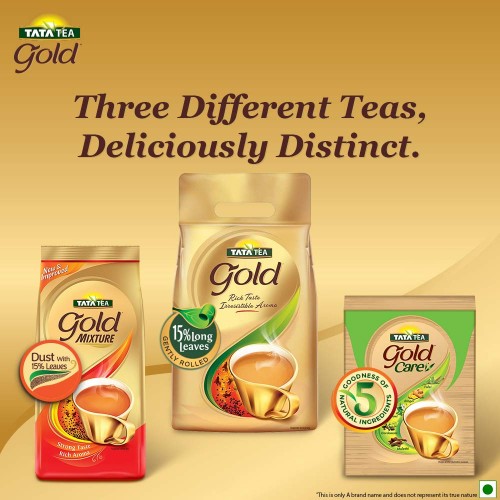 TATA TEA
Gold
Three Different Teas,
Deliciously Distinct.
New &
Improved
TATA TEA
Gold
MIXTURE
Dust with
15% Leaves
Strong Taste
Rich Aroma
TATA TEA
Gold
Rich Taste
Irresistible Aroma
15% Long
Leaves
GENTLY ROLLED
TATA TEA
Gold
Care
GOODNESS OF
5
NATURAL INGREDIENTS
*This is only A brand name and does not represent its true nature